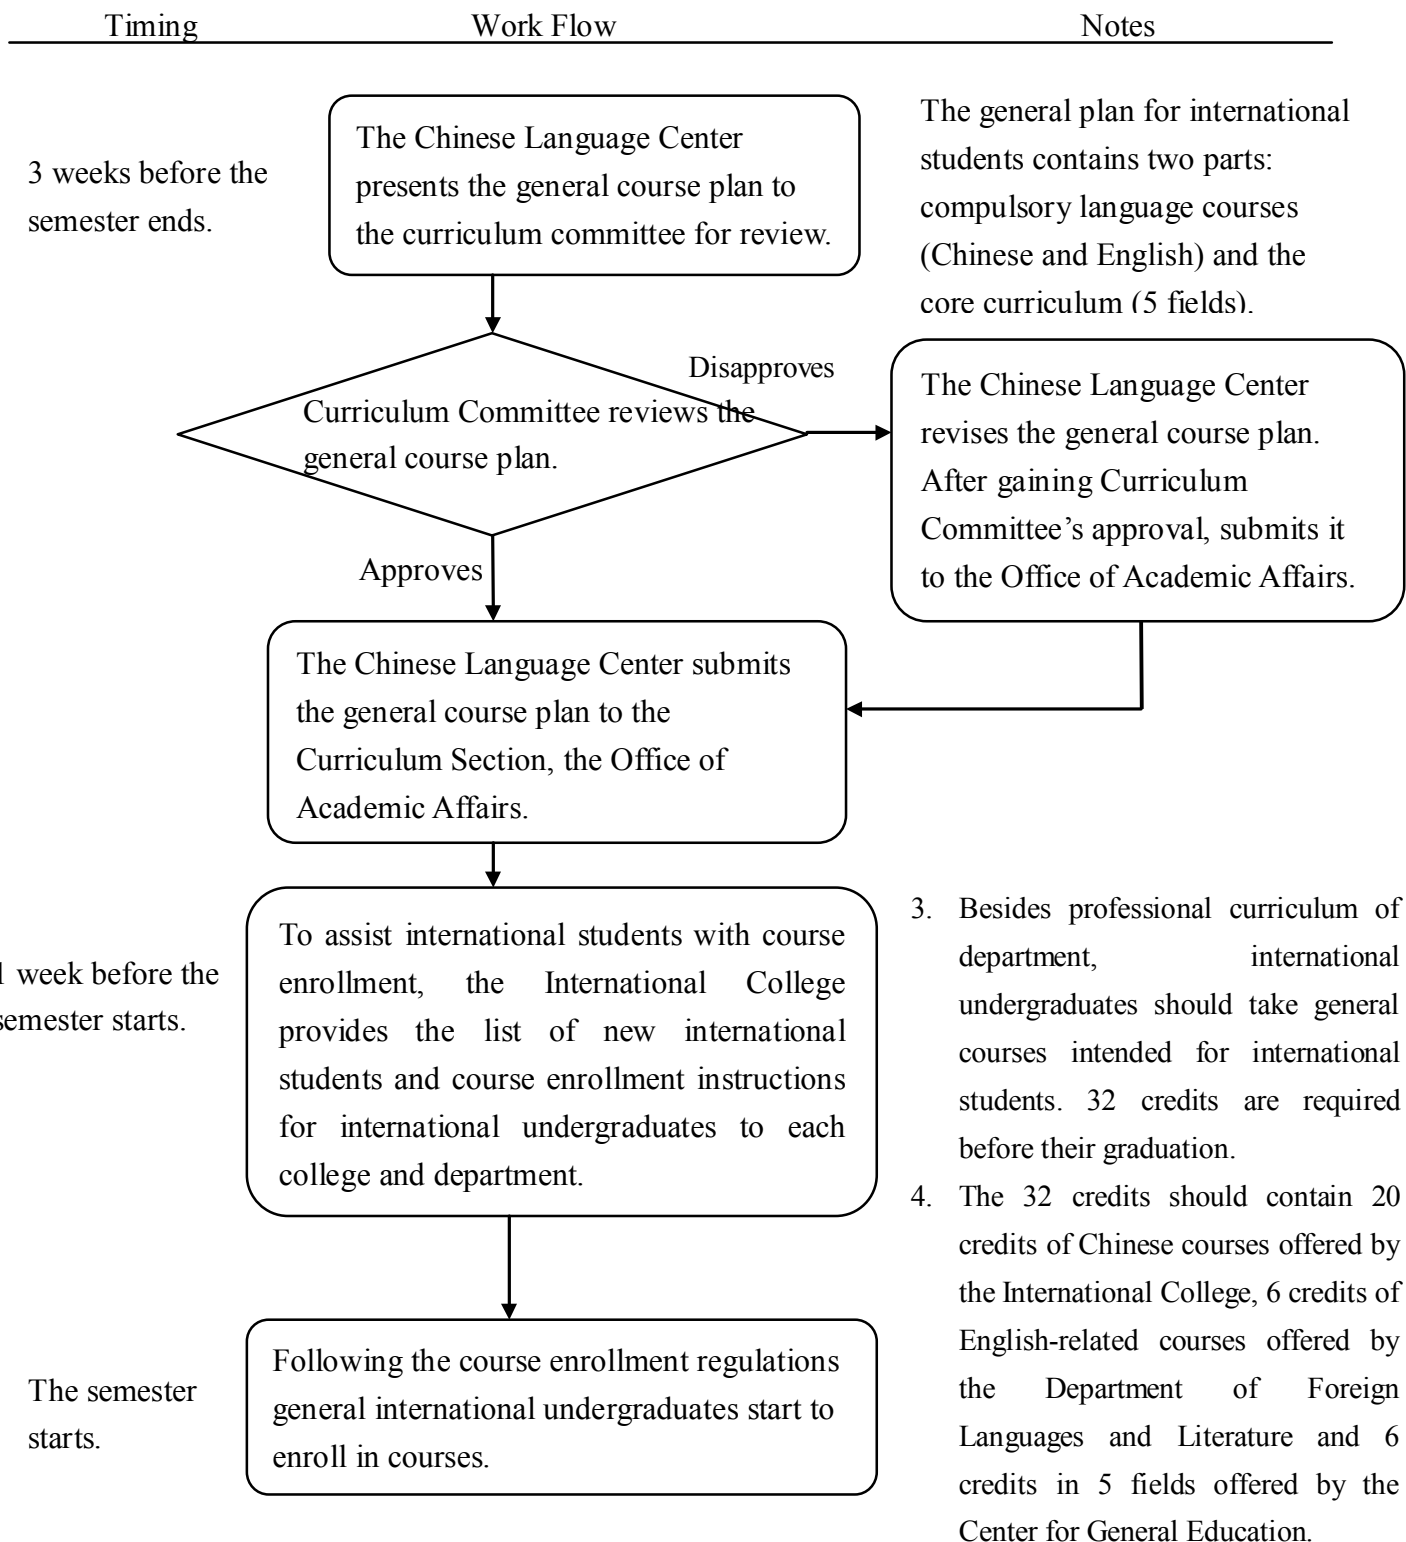 Timing Work Flow Notes
3 weeks before the
semester ends.
The Chinese Language Center
presents the general course plan to
the curriculum committee for review.
The general plan for international
students contains two parts:
compulsory language courses
(Chinese and English) and the
core curriculum (5 fields).
Curriculum Committee reviews the
general course plan.
Disapproves
The Chinese Language Center
revises the general course plan.
After gaining Curriculum
Committee’s approval, submits it
to the Office of Academic Affairs.
Approves
The Chinese Language Center submits
the general course plan to the
Curriculum Section, the Office of
Academic Affairs.
1 week before the
semester starts.
To assist international students with course
enrollment, the International College
provides the list of new international
students and course enrollment instructions
for international undergraduates to each
college and department.
3. Besides professional curriculum of
department, international
undergraduates should take general
courses intended for international
students. 32 credits are required
before their graduation.
4. The 32 credits should contain 20
credits of Chinese courses offered by
the International College, 6 credits of
English-related courses offered by
the Department of Foreign
Languages and Literature and 6
credits in 5 fields offered by the
Center for General Education.
The semester
starts.
Following the course enrollment regulations
general international undergraduates start to
enroll in courses.